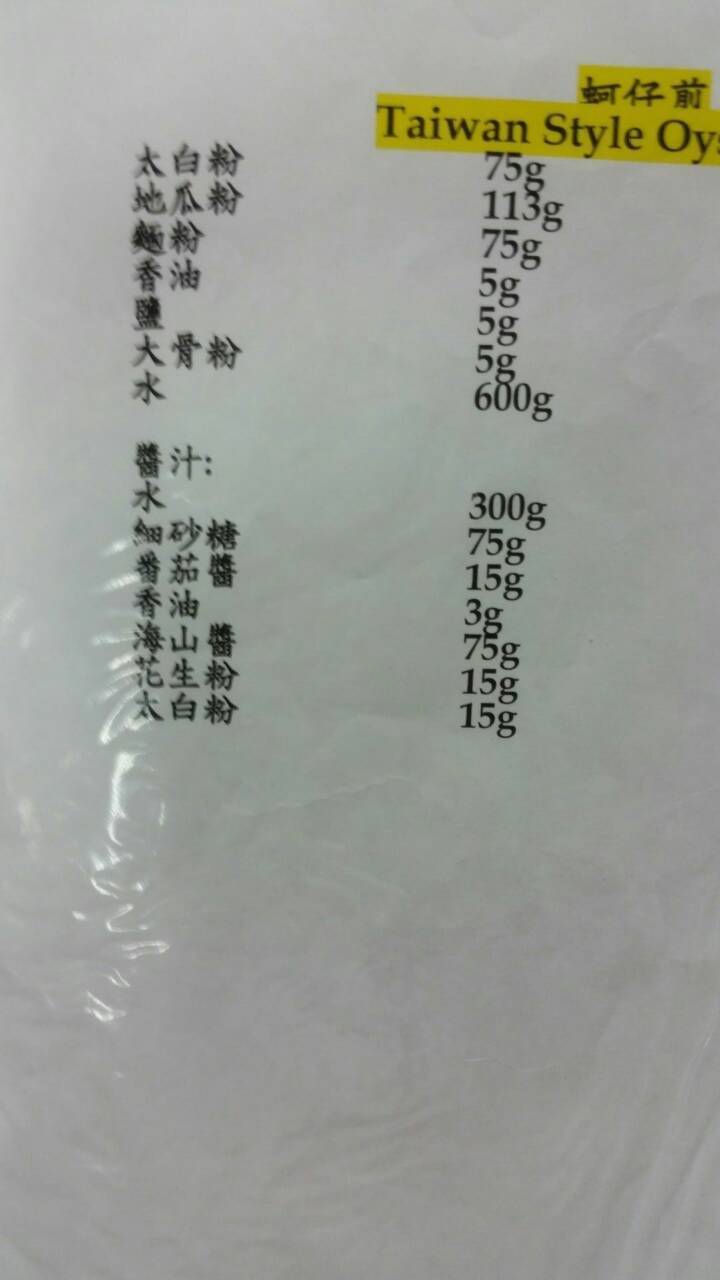 蚵仔煎
Taiwan Style
太白粉 75g
地瓜粉 113g
麵粉 75g
香油 5g
鹽 5g
大骨粉 5g
水 600g
醬汁:
水 300g
細砂糖 75g
番茄醬 15g
香油 3g
海山醬 75g
花生粉 15g
太白粉 15g